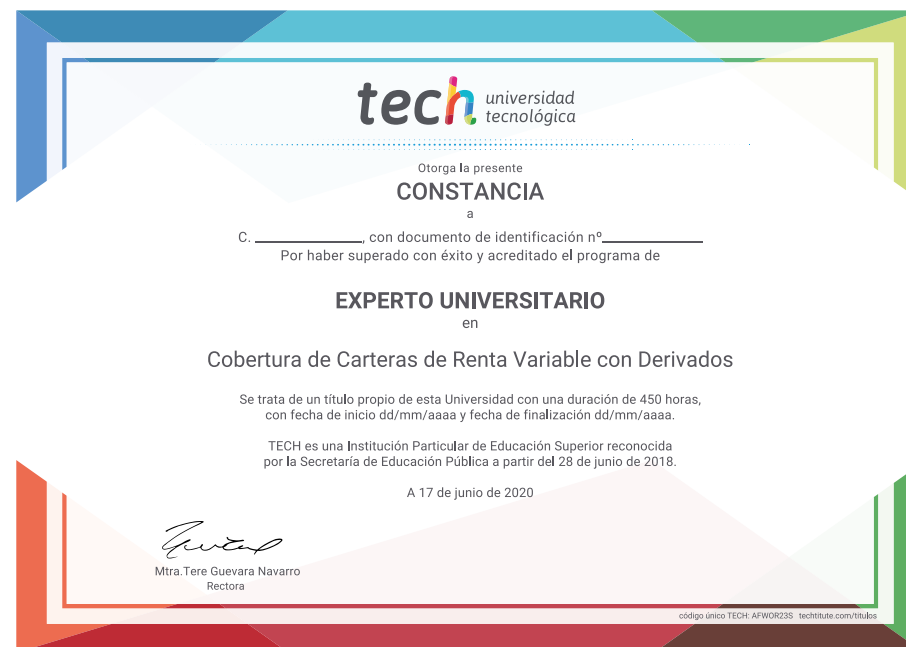 tech universidad
tecnológica
Otorga la presente
CONSTANCIA
a
C. ____________, con documento de identificación nº____________
Por haber superado con éxito y acreditado el programa de
EXPERTO UNIVERSITARIO
en
Cobertura de Carteras de Renta Variable con Derivados
Se trata de un título propio de esta Universidad con una duración de 450 horas,
con fecha de inicio dd/mm/aaaa y fecha de finalización dd/mm/aaaa.
TECH es una Institución Particular de Educación Superior reconocida
por la Secretaría de Educación Pública a partir del 28 de junio de 2018.
A 17 de junio de 2020
Mtra.Tere Guevara Navarro
Rectora
código único TECH: AFWOR23S techtitute.com/titulos